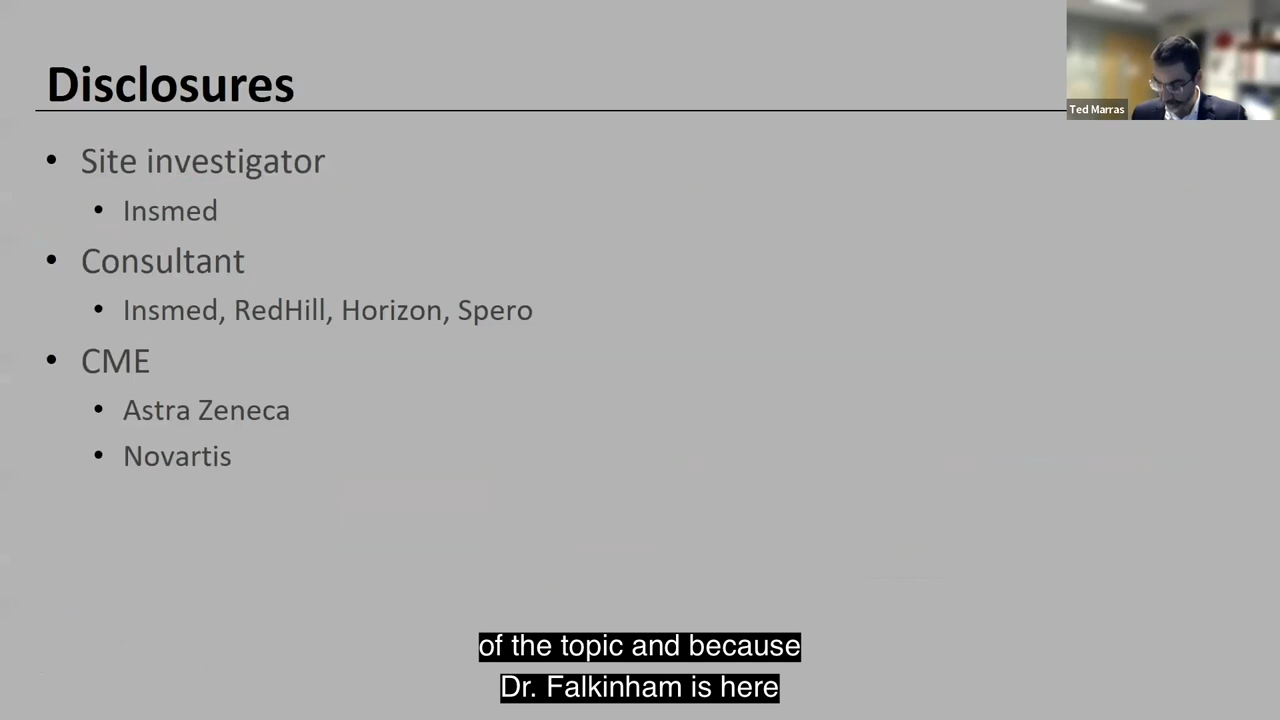 Disclosures
Ted Marras
• Site investigator
• Insmed
• Consultant
• Insmed, RedHill, Horizon, Spero
• CME
• Astra Zeneca
• Novartis
of the topic and because
Dr. Falkinham is here